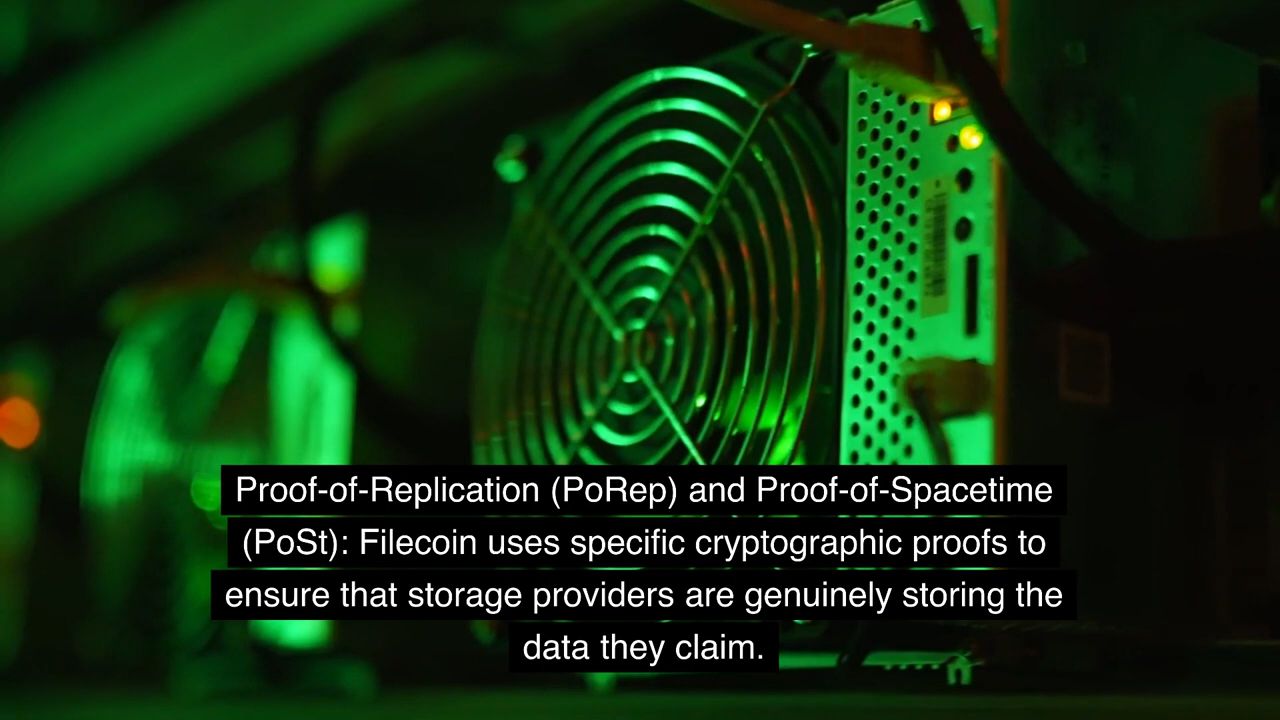 Proof-of-Replication (PoRep) and Proof-of-Spacetime
(PoSt): Filecoin uses specific cryptographic proofs to
ensure that storage providers are genuinely storing the
data they claim.